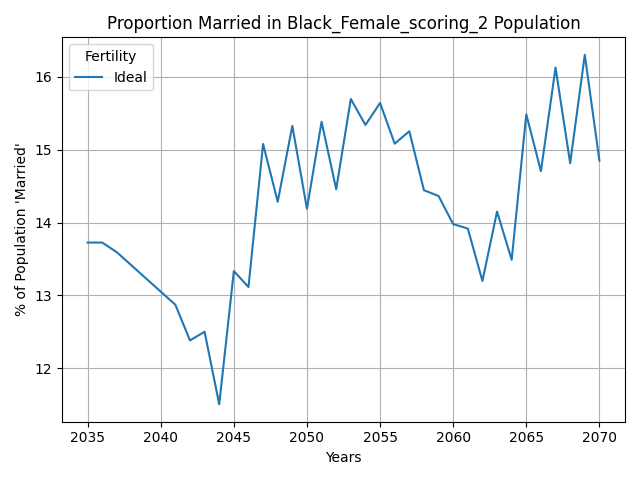 Proportion Married in Black_Female_scoring_2 Population
Fertility
Ideal
% of Population 'Married'
16
15
14
13
12
2035 2040 2045 2050 2055 2060 2065 2070
Years